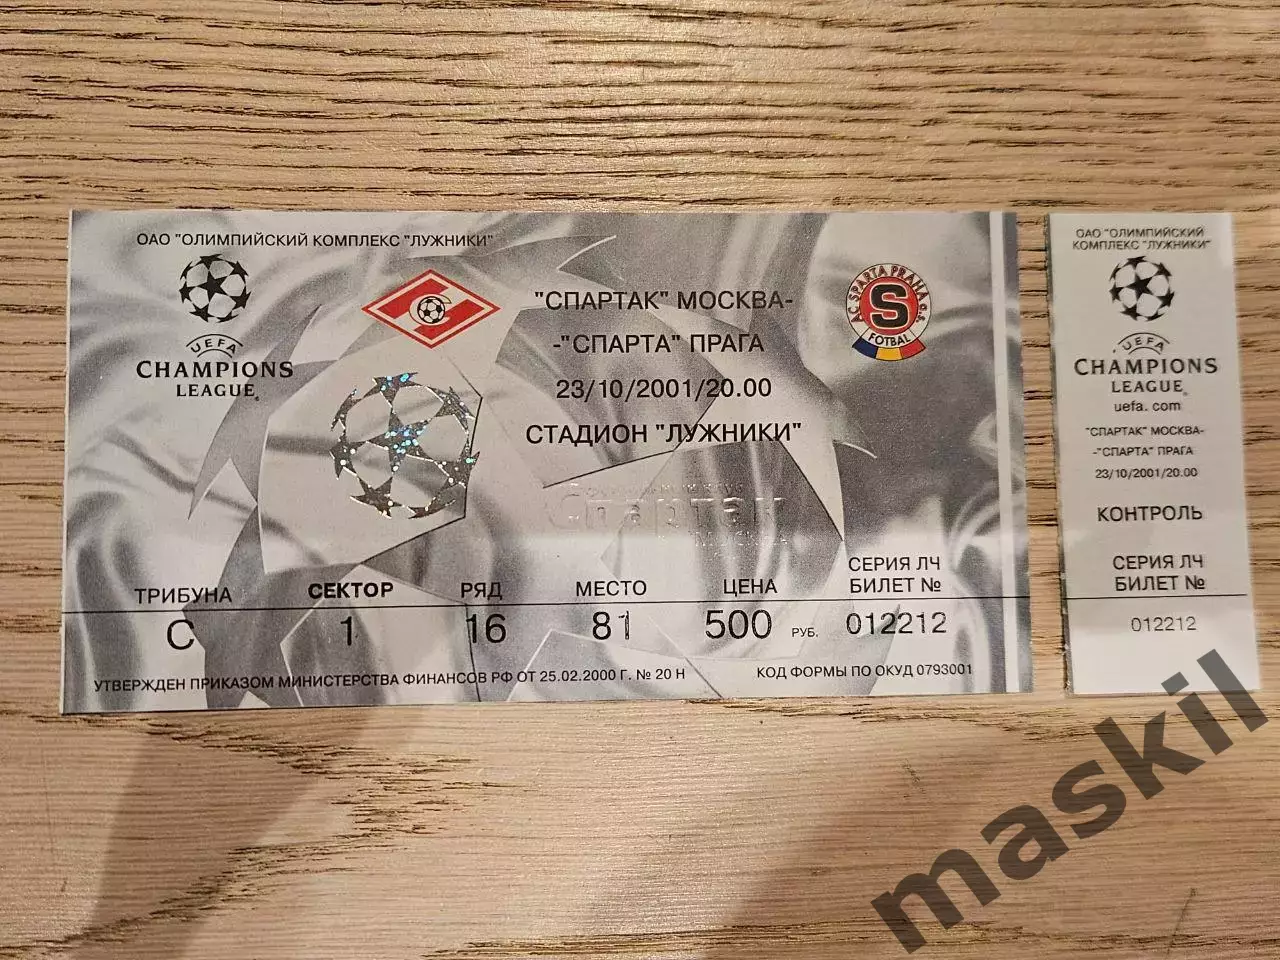 ОАО "ОЛИМПИЙСКИЙ КОМПЛЕКС "ЛУЖНИКИ"
UEFA
CHAMPIONS
LEAGUE
"СПАРТАК" МОСКВА-
-"СПАРТА" ПРАГА
23/10/2001/20.00
СТАДИОН "ЛУЖНИКИ"
AC SPARTA PRAHA
S
FOTBAL
Спартак
ТРИБУНА СЕКТОР РЯД МЕСТО ЦЕНА СЕРИЯ ЛЧ
БИЛЕТ №
С 1 16 81 500 РУБ. 012212
УТВЕРЖДЕН ПРИКАЗОМ МИНИСТЕРСТВА ФИНАНСОВ РФ ОТ 25.02.2000 Г. № 20 Н
КОД ФОРМЫ ПО ОКУД 0793001
ОАО "ОЛИМПИЙСКИЙ
КОМПЛЕКС "ЛУЖНИКИ"
UEFA
CHAMPIONS
LEAGUE
uefa.com
"СПАРТАК" МОСКВА-
-"СПАРТА" ПРАГА
23/10/2001/20.00
КОНТРОЛЬ
СЕРИЯ ЛЧ
БИЛЕТ №
012212
maskil